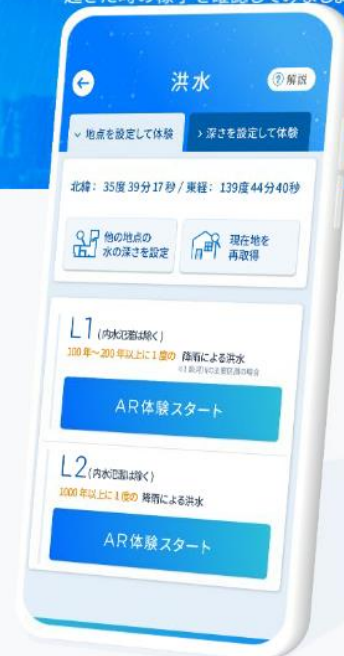 洪水
? 解説
地点を設定して体験
深さを設定して体験
北緯: 35度39分17秒 / 東経: 139度44分40秒
他の地点の
水の深さを設定
現在地を
再取得
L1 (内水氾濫は除く)
100年~200年以上に1度の 降雨による洪水
AR体験スタート
L2 (内水氾濫は除く)
1000年以上に1度の 降雨による洪水
AR体験スタート